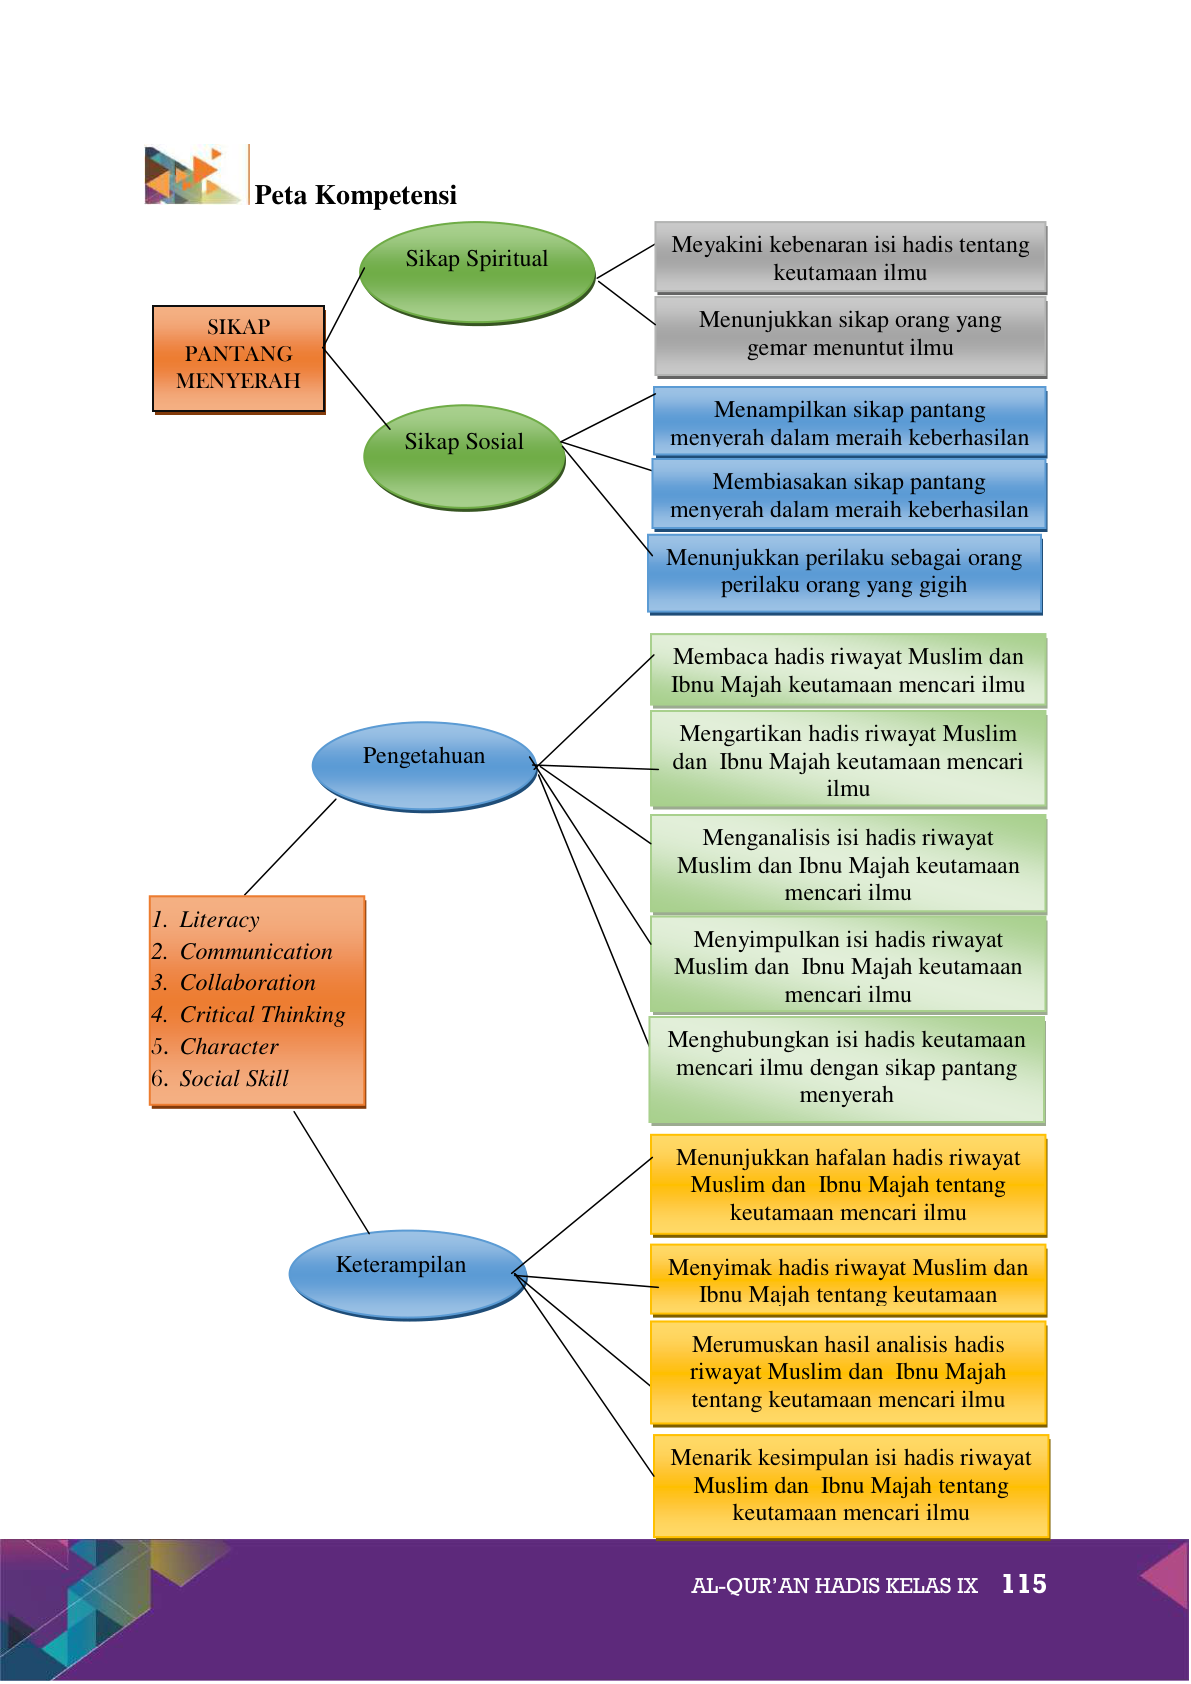 Peta Kompetensi
SIKAP
PANTANG
MENYERAH
Sikap Spiritual
Meyakini kebenaran isi hadis tentang
keutamaan ilmu
Menunjukkan sikap orang yang
gemar menuntut ilmu
Sikap Sosial
Menampilkan sikap pantang
menyerah dalam meraih keberhasilan
Membiasakan sikap pantang
menyerah dalam meraih keberhasilan
Menunjukkan perilaku sebagai orang
perilaku orang yang gigih
1. Literacy
2. Communication
3. Collaboration
4. Critical Thinking
5. Character
6. Social Skill
Pengetahuan
Membaca hadis riwayat Muslim dan
Ibnu Majah keutamaan mencari ilmu
Mengartikan hadis riwayat Muslim
dan Ibnu Majah keutamaan mencari
ilmu
Menganalisis isi hadis riwayat
Muslim dan Ibnu Majah keutamaan
mencari ilmu
Menyimpulkan isi hadis riwayat
Muslim dan Ibnu Majah keutamaan
mencari ilmu
Menghubungkan isi hadis keutamaan
mencari ilmu dengan sikap pantang
menyerah
Keterampilan
Menunjukkan hafalan hadis riwayat
Muslim dan Ibnu Majah tentang
keutamaan mencari ilmu
Menyimak hadis riwayat Muslim dan
Ibnu Majah tentang keutamaan
Merumuskan hasil analisis hadis
riwayat Muslim dan Ibnu Majah
tentang keutamaan mencari ilmu
Menarik kesimpulan isi hadis riwayat
Muslim dan Ibnu Majah tentang
keutamaan mencari ilmu
AL-QUR'AN HADIS KELAS IX 115